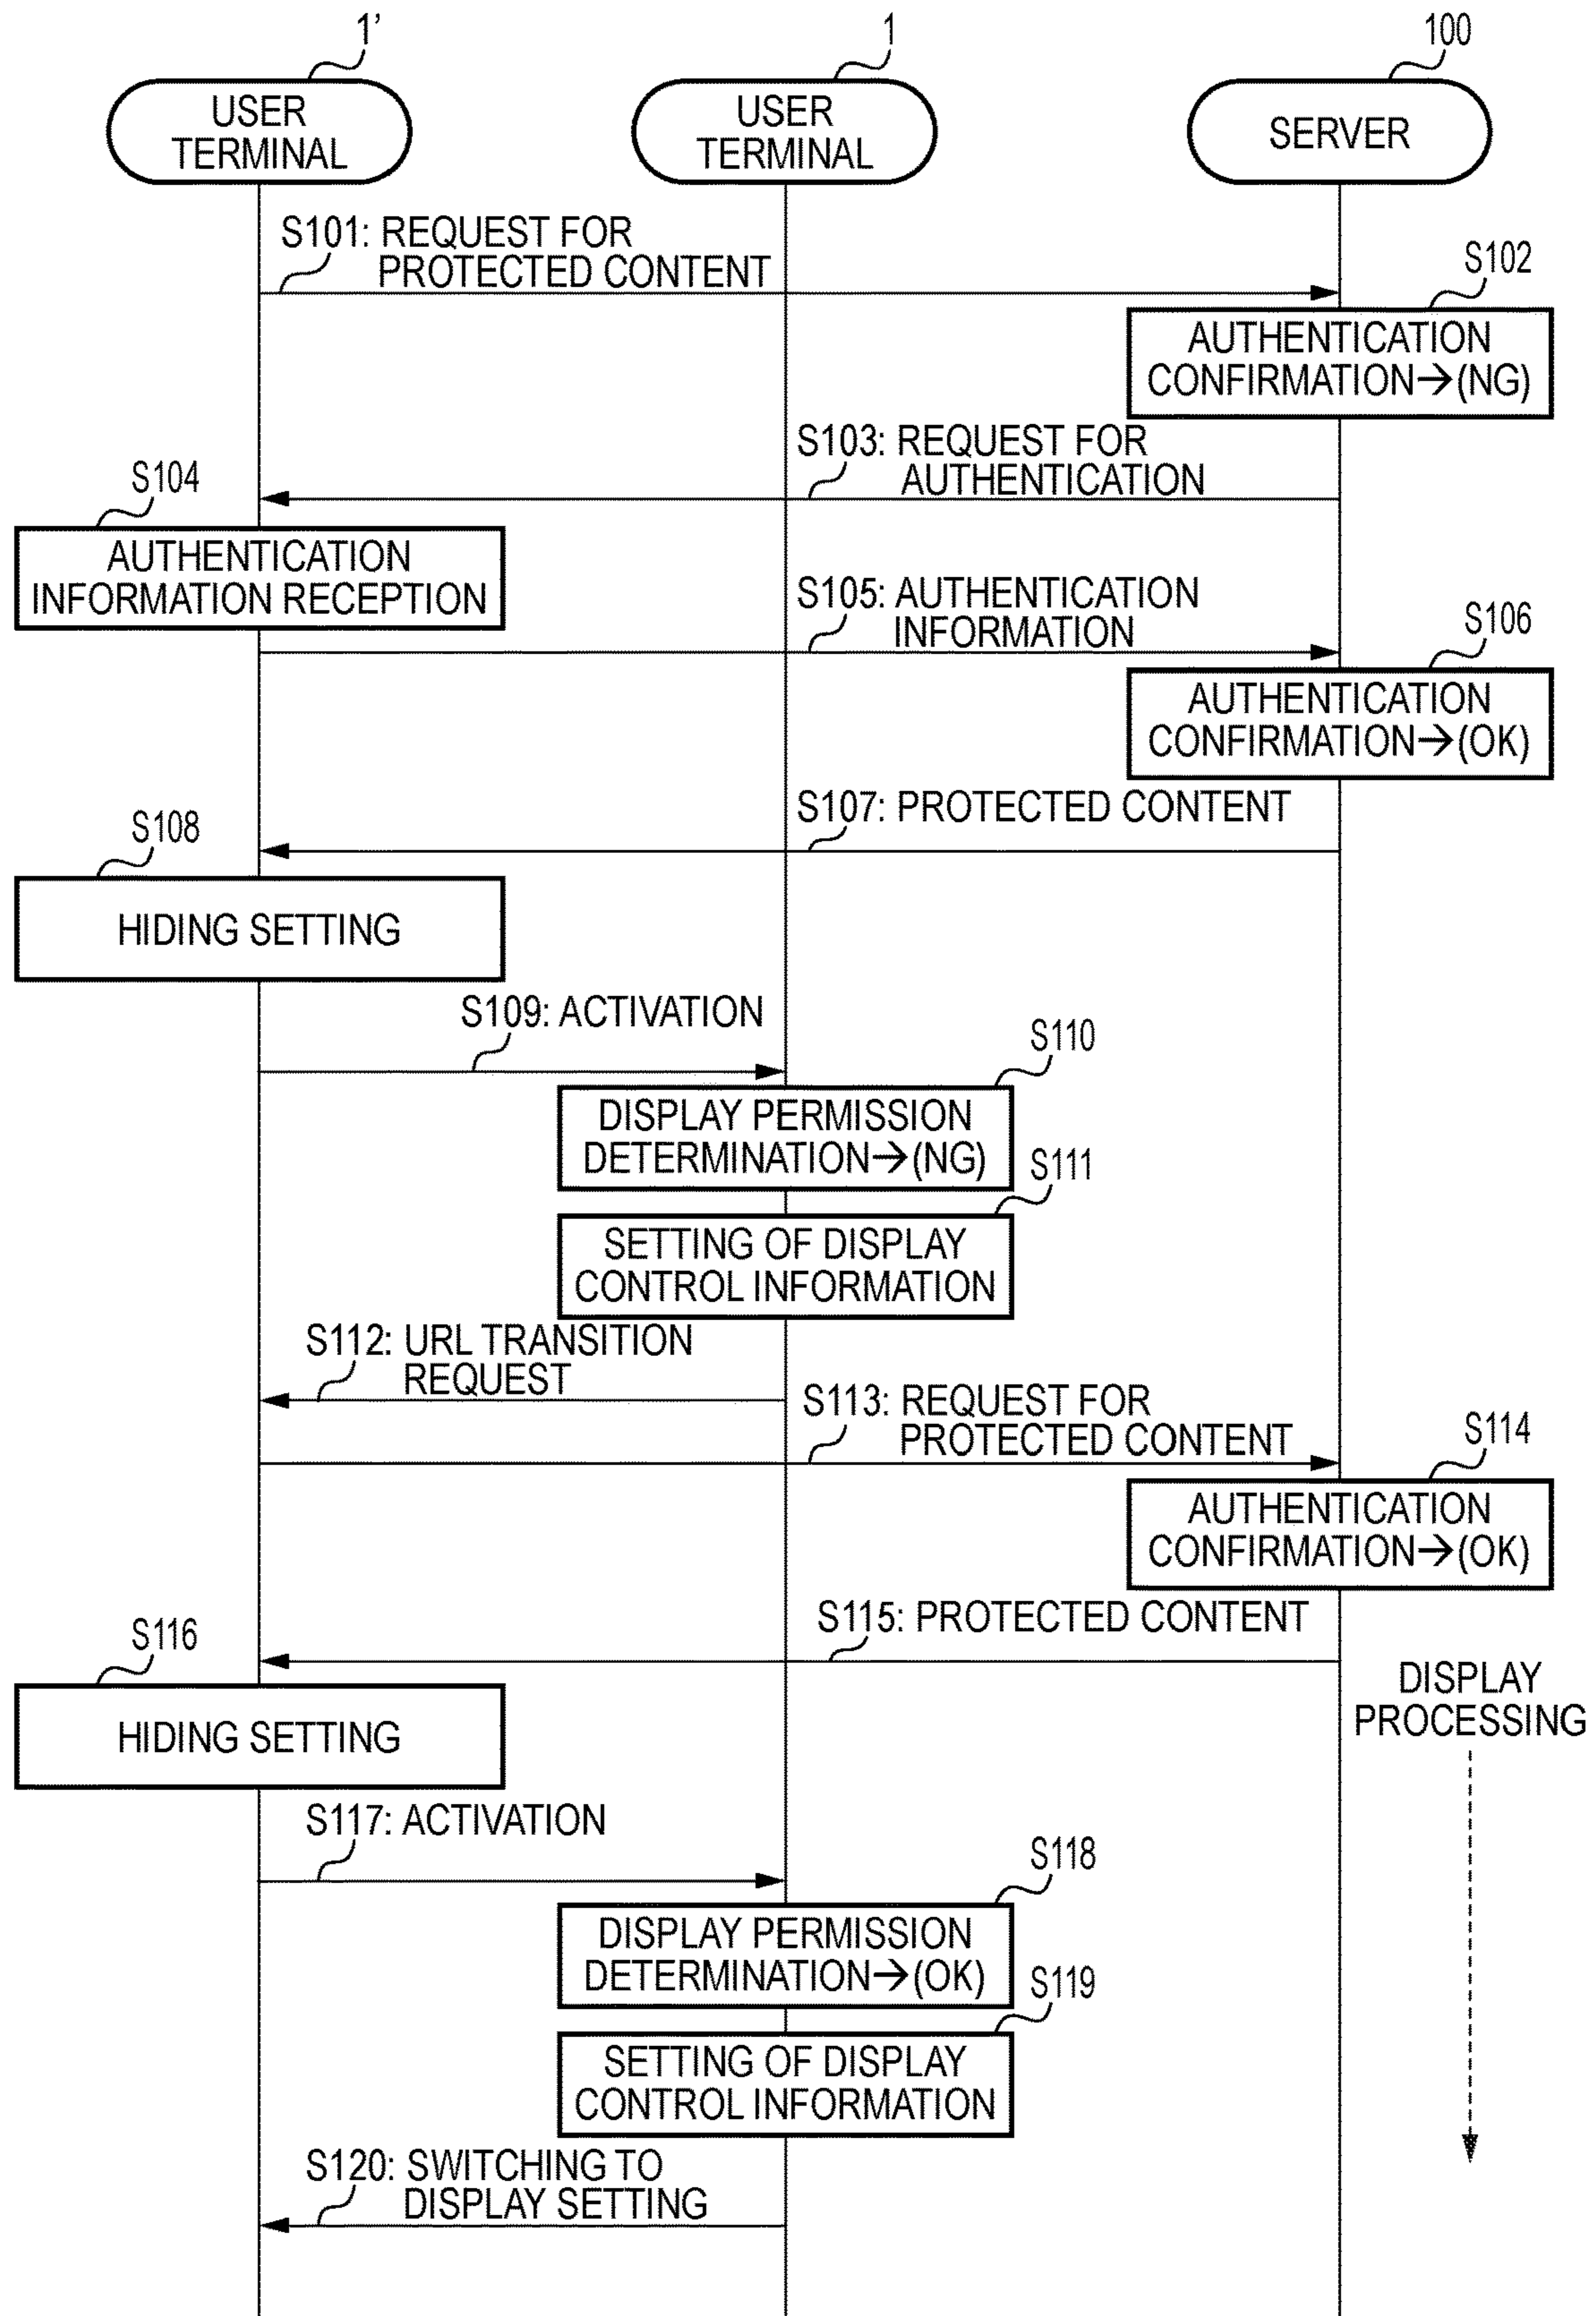 1’
1
100
USER
TERMINAL
USER
TERMINAL
SERVER
S101: REQUEST FOR
PROTECTED CONTENT
S102
AUTHENTICATION
CONFIRMATION→(NG)
S103: REQUEST FOR
AUTHENTICATION
S104
AUTHENTICATION
INFORMATION RECEPTION
S105: AUTHENTICATION
INFORMATION
S106
AUTHENTICATION
CONFIRMATION→(OK)
S107: PROTECTED CONTENT
S108
HIDING SETTING
S109: ACTIVATION
S110
DISPLAY PERMISSION
DETERMINATION→(NG)
S111
SETTING OF DISPLAY
CONTROL INFORMATION
S112: URL TRANSITION
REQUEST
S113: REQUEST FOR
PROTECTED CONTENT
S114
AUTHENTICATION
CONFIRMATION→(OK)
S115: PROTECTED CONTENT
S116
HIDING SETTING
DISPLAY
PROCESSING
S117: ACTIVATION
S118
DISPLAY PERMISSION
DETERMINATION→(OK)
S119
SETTING OF DISPLAY
CONTROL INFORMATION
S120: SWITCHING TO
DISPLAY SETTING